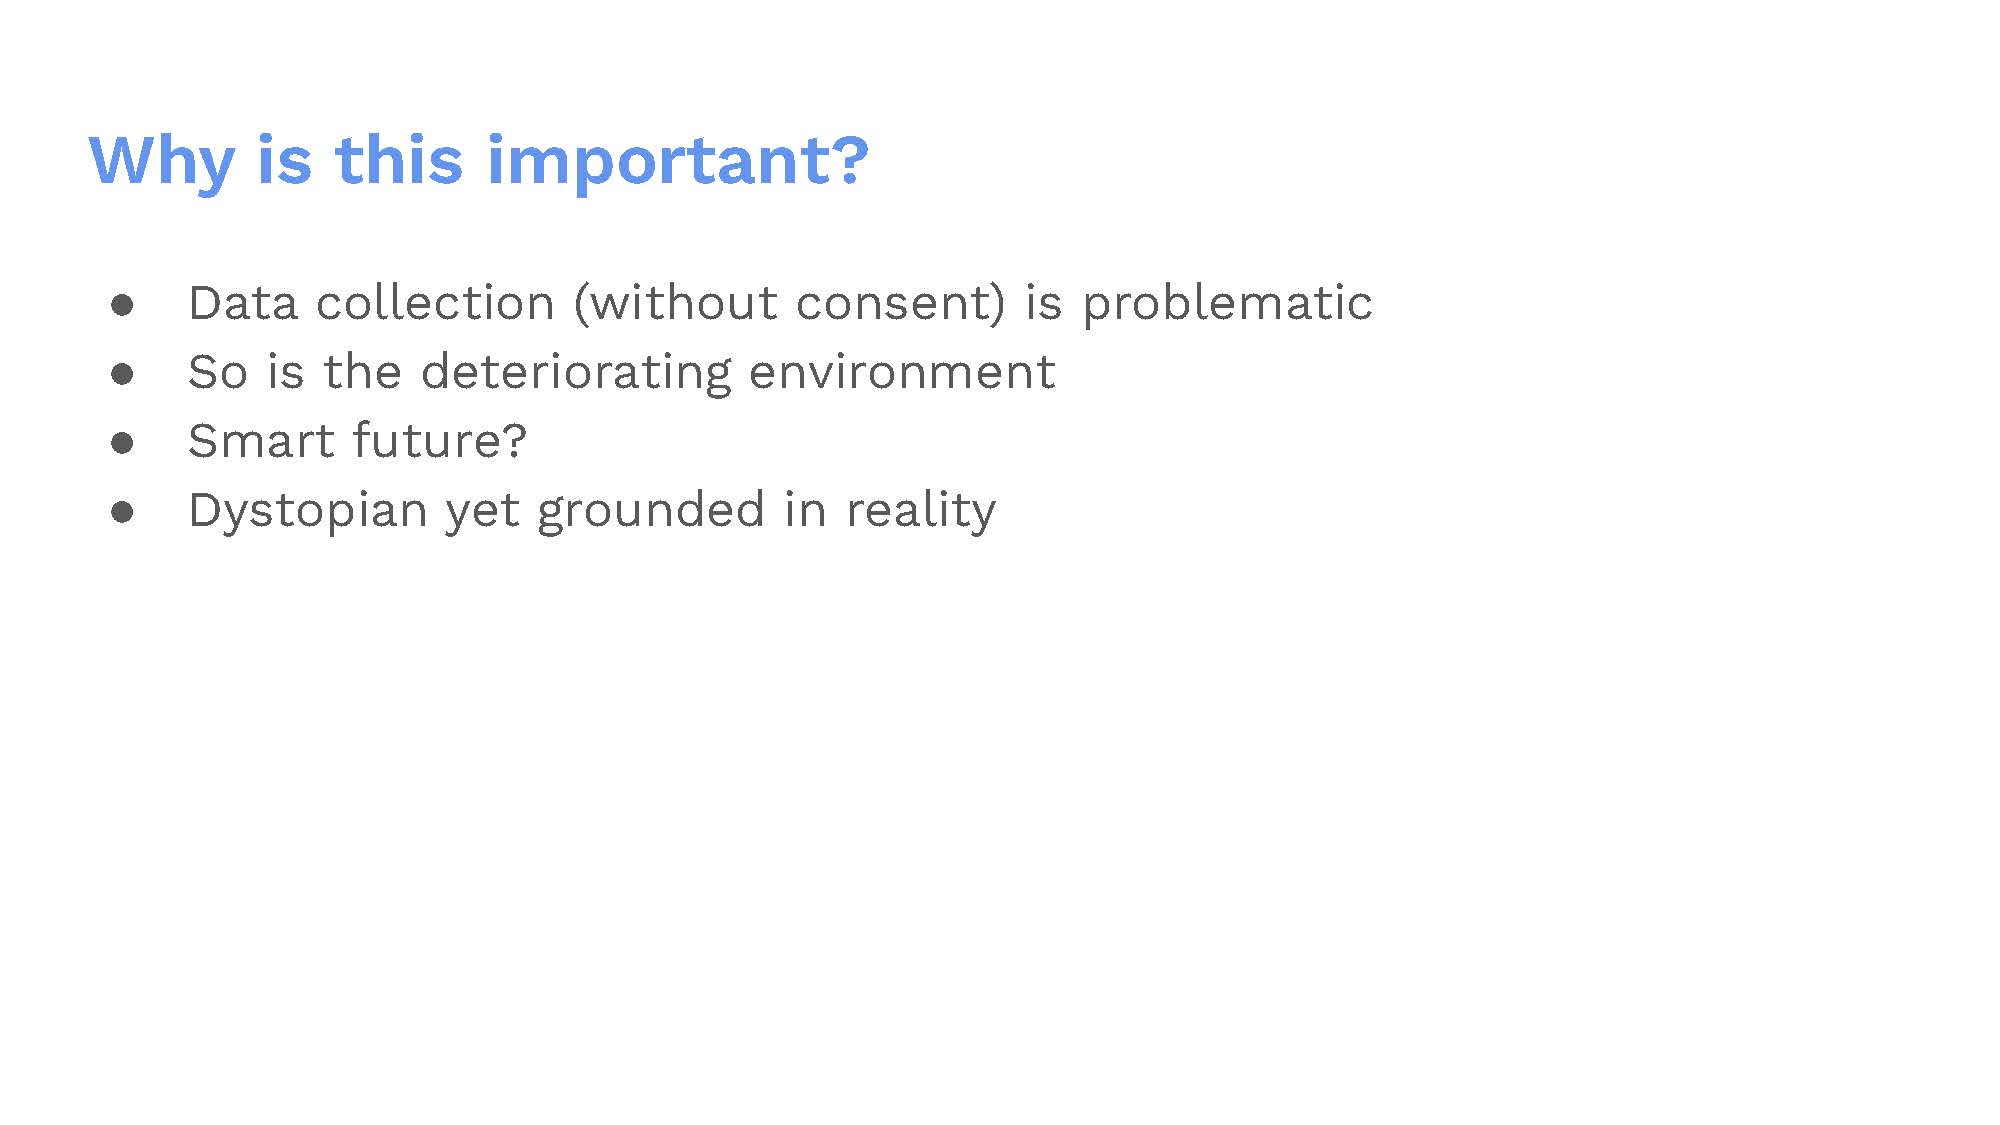 Why is this important?
● Data collection (without consent) is problematic
● So is the deteriorating environment
● Smart future?
● Dystopian yet grounded in reality